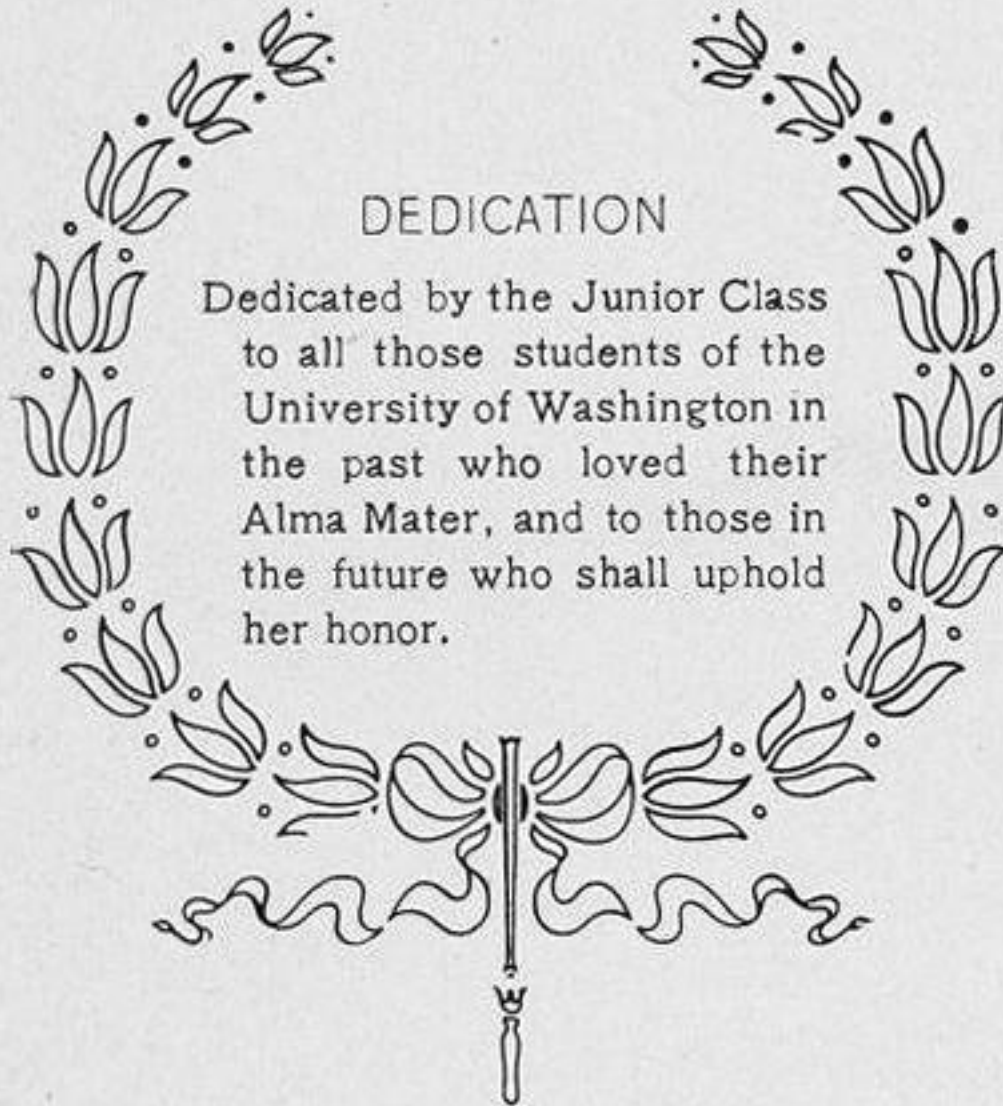 DEDICATION
Dedicated by the Junior Class
to all those students of the
University of Washington in
the past who loved their
Alma Mater, and to those in
the future who shall uphold
her honor.